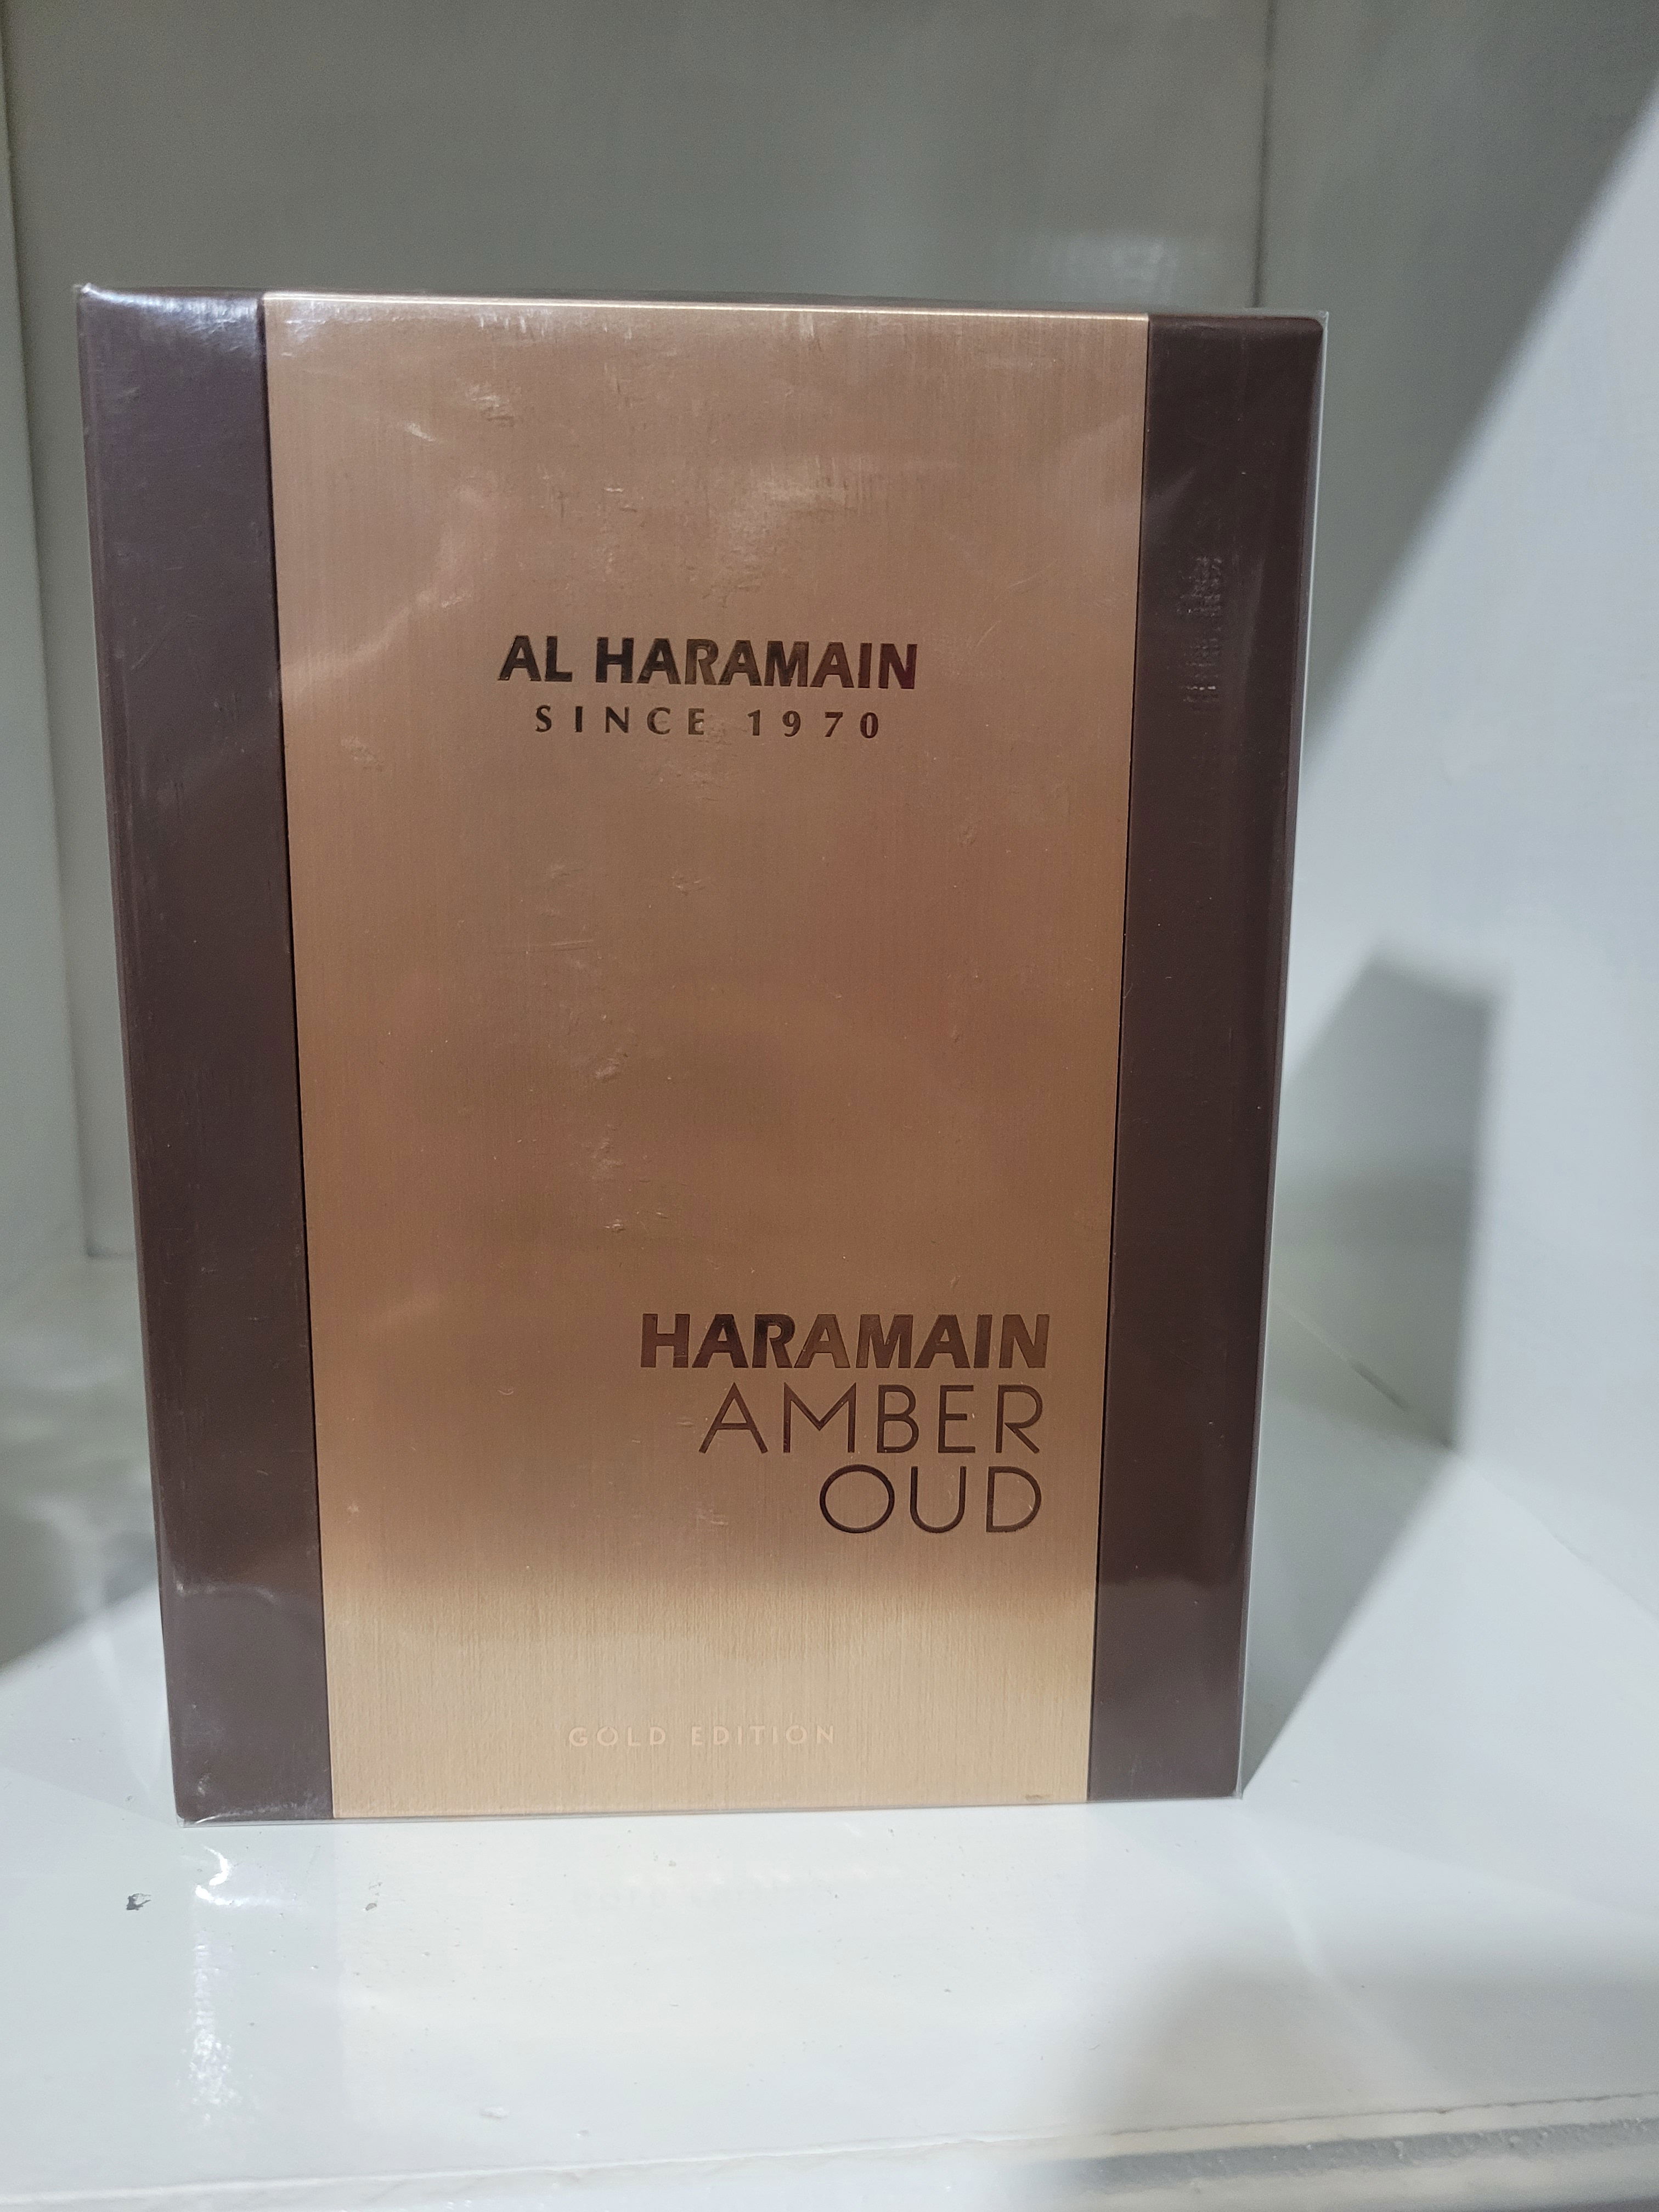 AL HARAMAIN
SINCE 1970
HARAMAIN
AMBER
OUD
GOLD EDITION